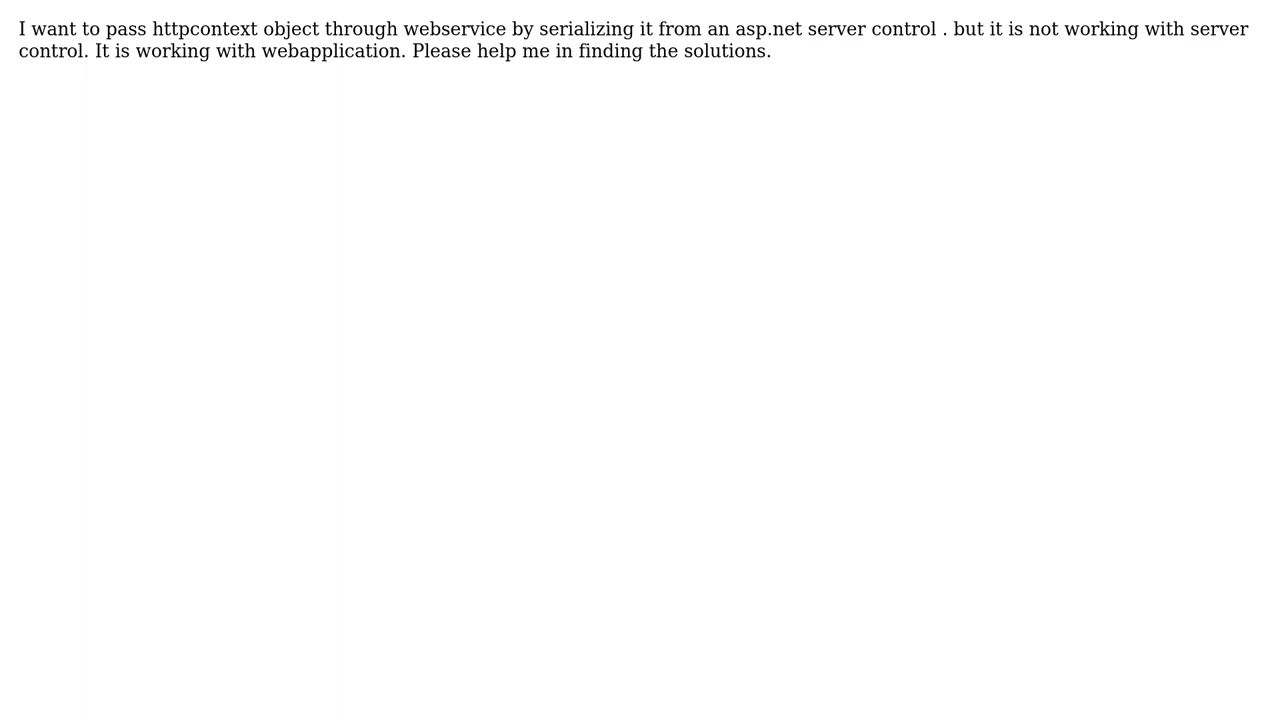 I want to pass httpcontext object through webservice by serializing it from an asp.net server control . but it is not working with server
control. It is working with webapplication. Please help me in finding the solutions.